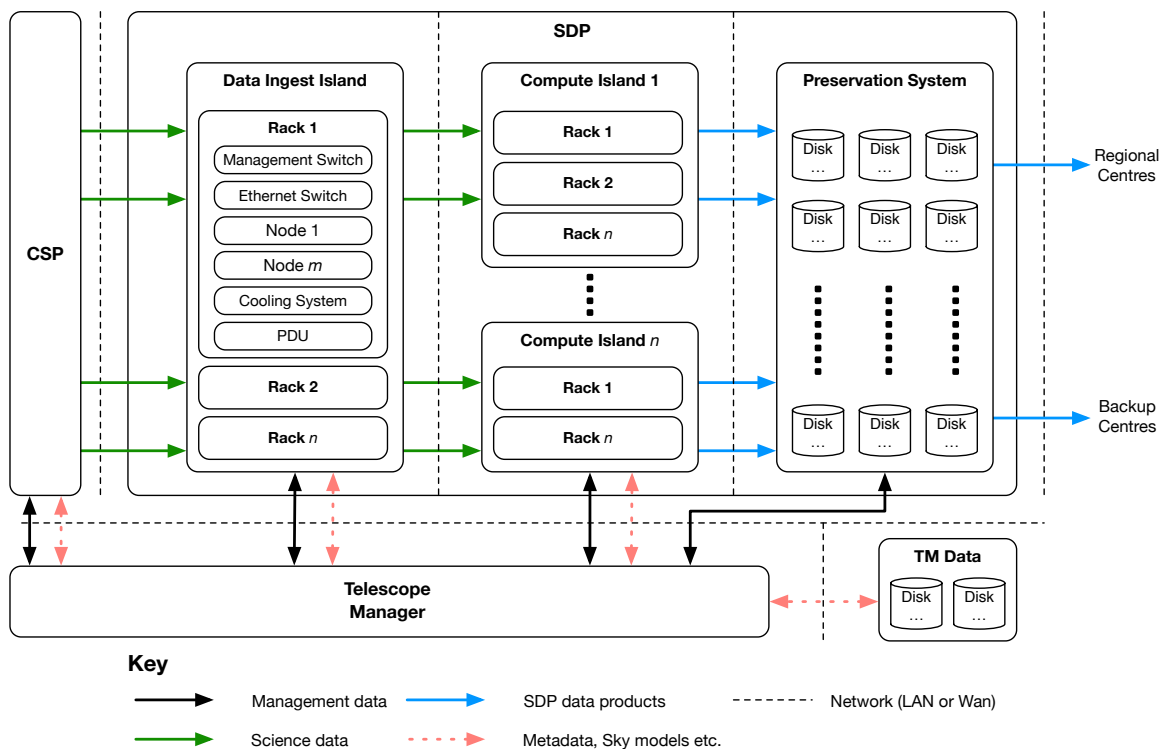 SDP
CSP
Data Ingest Island
Rack 1
Management Switch
Ethernet Switch
Node 1
Node m
Cooling System
PDU
Rack 2
Rack n
Compute Island 1
Rack 1
Rack 2
Rack n
Compute Island n
Rack 1
Rack n
Preservation System
Disk
...
Disk
...
Disk
...
Disk
...
Disk
...
Disk
...
Disk
...
Disk
...
Disk
...
Regional
Centres
Backup
Centres
Telescope
Manager
TM Data
Disk
...
Disk
...
Key
Management data
SDP data products
Network (LAN or Wan)
Science data
Metadata, Sky models etc.